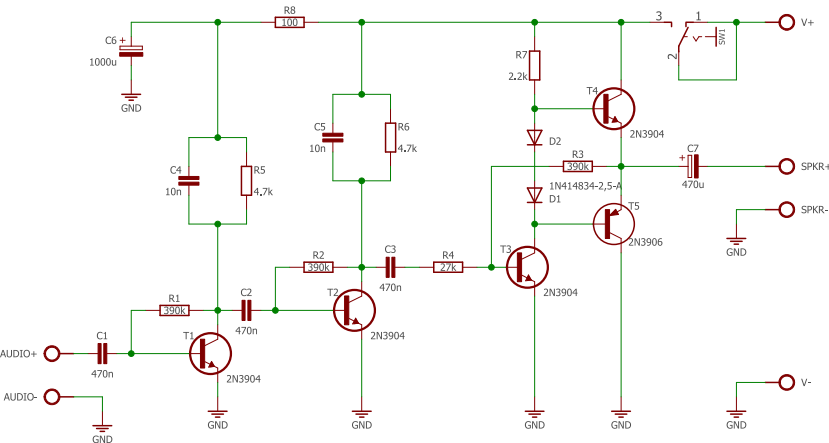 R8
100
3
1
V+
C6
+
1000u
2
SW1
R7
2.2k
GND
T4
2N3904
C5
10n
R6
4.7k
D2
R3
390k
C7
+
470u
SPKR+
C4
10n
R5
4.7k
1N414834-2,5-A
D1
T5
2N3906
SPKR-
GND
R2
390k
C3
470n
R4
27k
T3
2N3904
R1
390k
C2
470n
T2
2N3904
AUDIO+
C1
470n
T1
2N3904
V-
AUDIO-
GND
GND
GND
GND
GND
GND